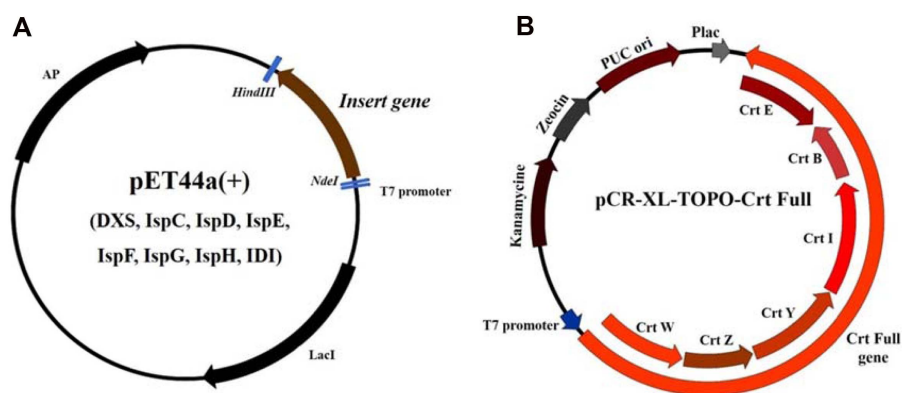 A
AP
HindIII
Insert gene
NdeI
T7 promoter
pET44a(+)
(DXS, IspC, IspD, IspE,
IspF, IspG, IspH, IDI)
LacI
B
Plac
PUC ori
Zeocin
Kanamycine
Crt E
Crt B
pCR-XL-TOPO-Crt Full
Crt I
Crt Y
T7 promoter
Crt W
Crt Z
Crt Full
gene